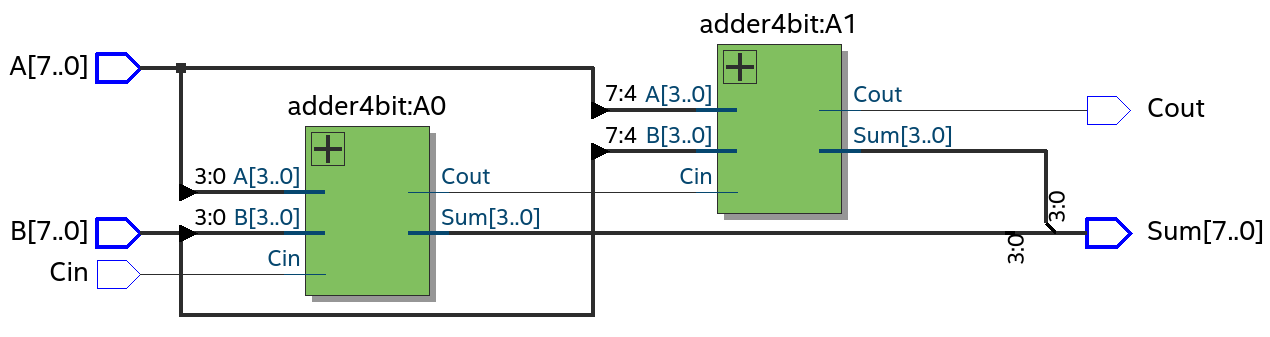 adder4bit:A1
A[7..0]
7:4 A[3..0]
Cout
Cout
adder4bit:A0
7:4 B[3..0]
Sum[3..0]
3:0 A[3..0]
Cout
Cin
3:0
3:0 B[3..0]
Sum[3..0]
B[7..0]
Sum[7..0]
3:0
Cin
Cin